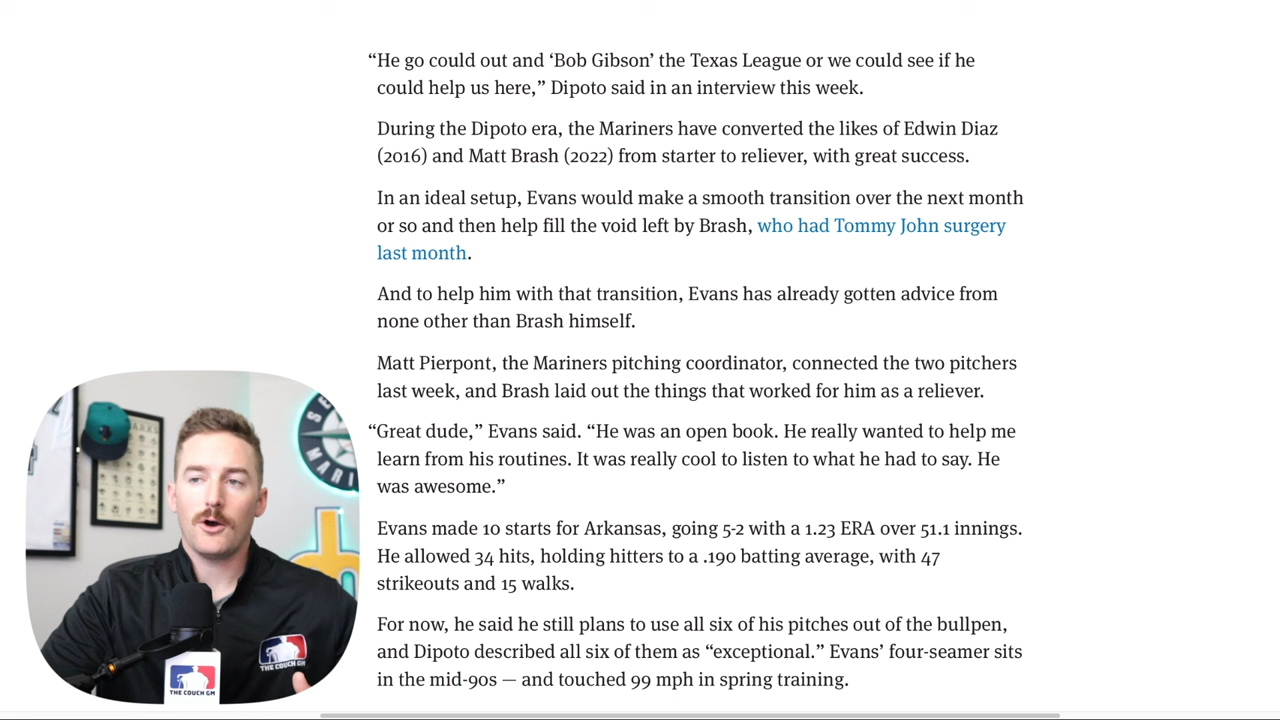 “He go could out and ‘Bob Gibson’ the Texas League or we could see if he
could help us here,” Dipoto said in an interview this week.
During the Dipoto era, the Mariners have converted the likes of Edwin Diaz
(2016) and Matt Brash (2022) from starter to reliever, with great success.
In an ideal setup, Evans would make a smooth transition over the next month
or so and then help fill the void left by Brash, who had Tommy John surgery
last month.
And to help him with that transition, Evans has already gotten advice from
none other than Brash himself.
Matt Pierpont, the Mariners pitching coordinator, connected the two pitchers
last week, and Brash laid out the things that worked for him as a reliever.
“Great dude,” Evans said. “He was an open book. He really wanted to help me
learn from his routines. It was really cool to listen to what he had to say. He
was awesome.”
Evans made 10 starts for Arkansas, going 5-2 with a 1.23 ERA over 51.1 innings.
He allowed 34 hits, holding hitters to a .190 batting average, with 47
strikeouts and 15 walks.
For now, he said he still plans to use all six of his pitches out of the bullpen,
and Dipoto described all six of them as “exceptional.” Evans’ four-seamer sits
in the mid-90s — and touched 99 mph in spring training.
THE COUCH GM
THE COUCH GM